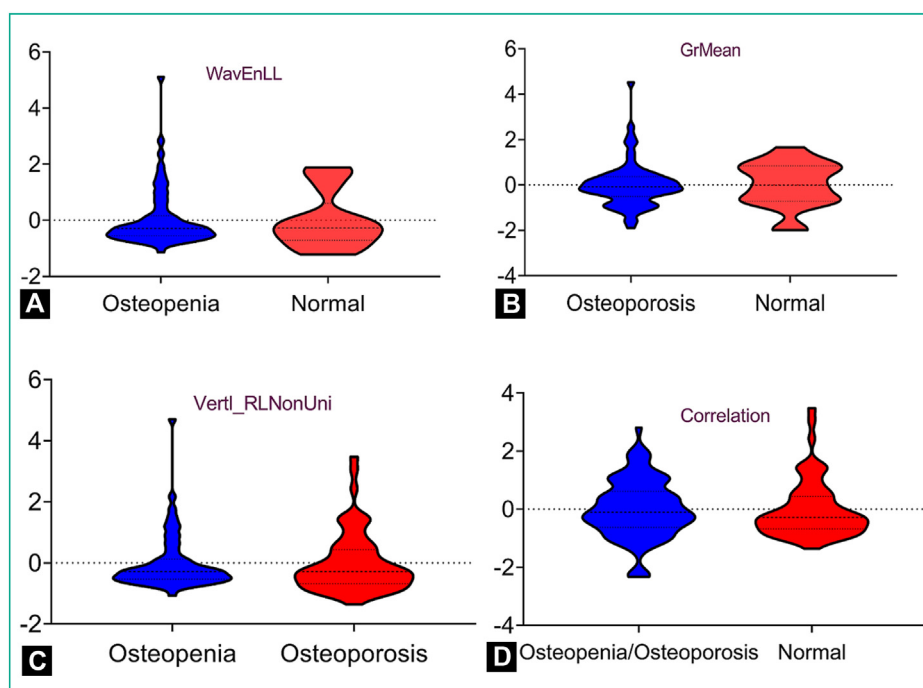 6
WavEnLL
4
2
0
-2
A
Osteopenia Normal
6
GrMean
4
2
0
-2
-4
B
Osteoporosis Normal
6
Vertl_RLNonUni
4
2
0
-2
C
Osteopenia Osteoporosis
4
Correlation
2
0
-2
-4
D
Osteopenia/Osteoporosis Normal